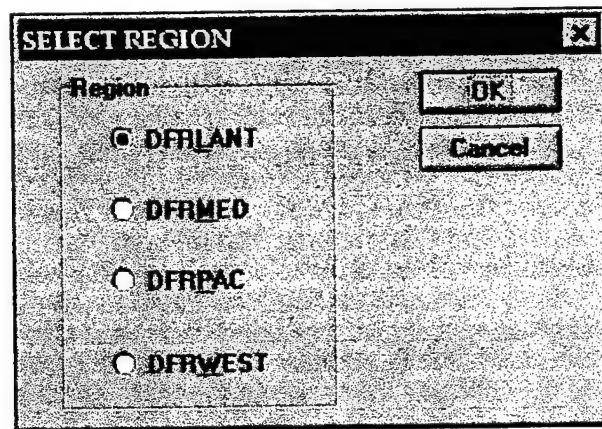 SELECT REGION
Region
OK
DFRLANT
Cancel
DFRMED
DFRPAC
DFRWEST